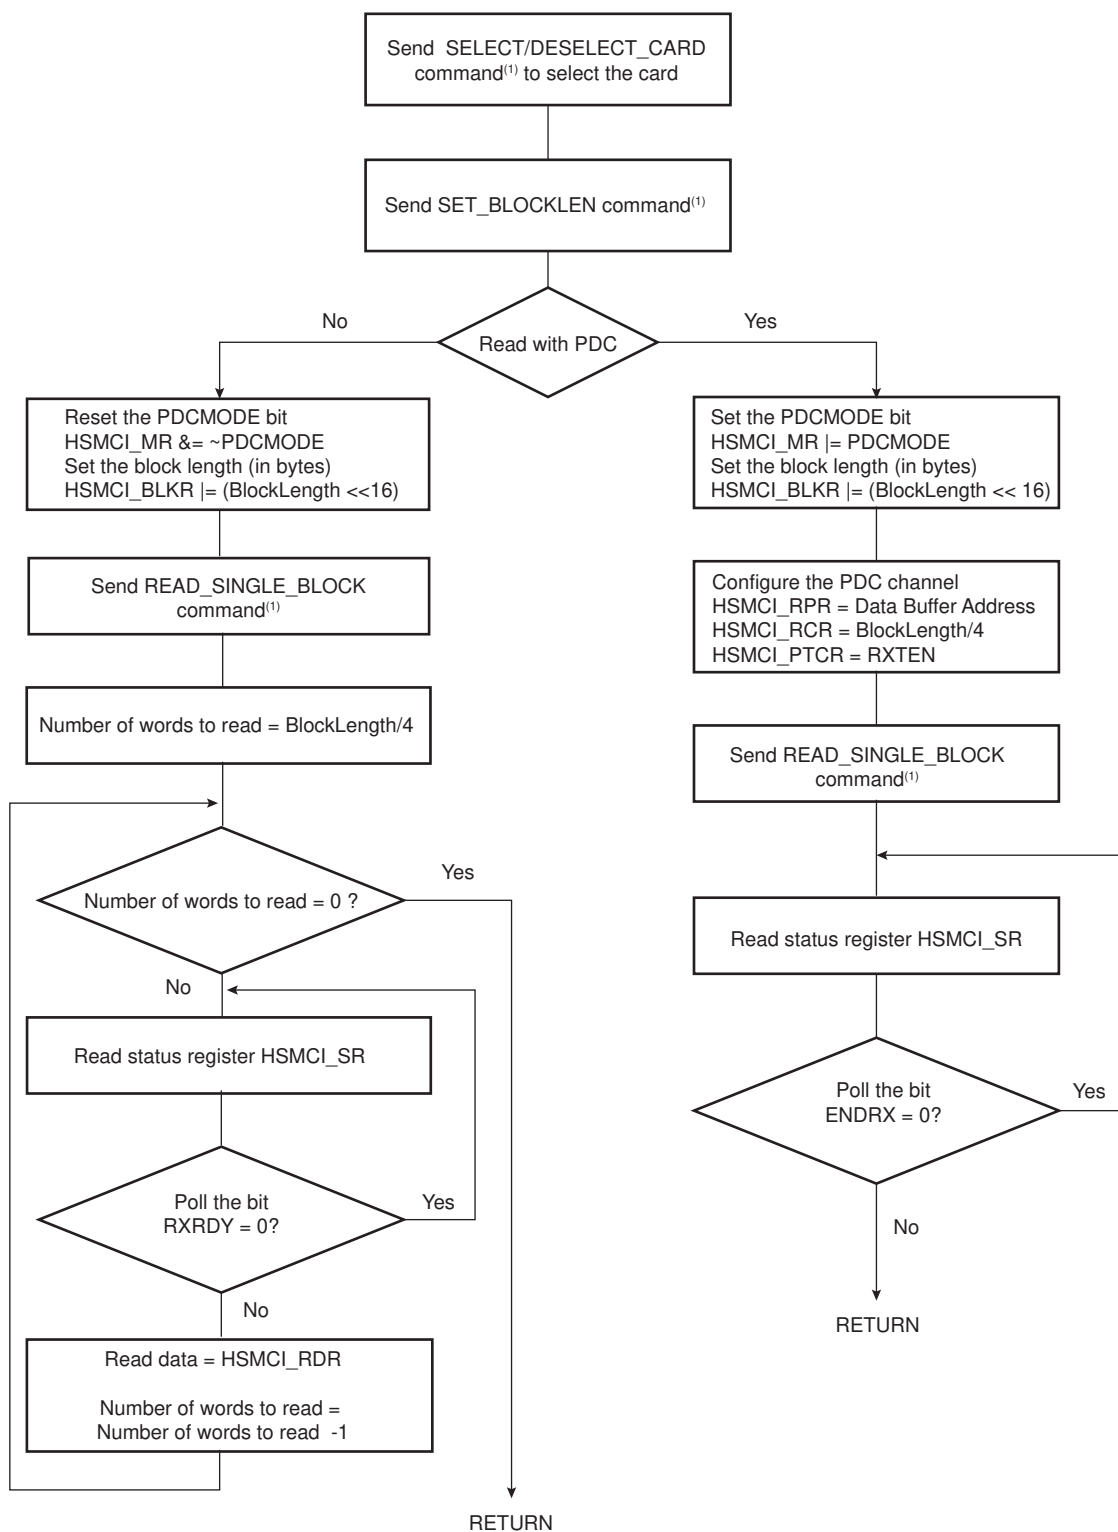 Send SELECT/DESELECT_CARD
command(1) to select the card
Send SET_BLOCKLEN command(1)
No
Read with PDC
Yes
Reset the PDCMODE bit
HSMCI_MR &= ~PDCMODE
Set the block length (in bytes)
HSMCI_BLKR |= (BlockLength <<16)
Send READ_SINGLE_BLOCK
command(1)
Number of words to read = BlockLength/4
Number of words to read = 0 ?
Yes
No
Read status register HSMCI_SR
Poll the bit
RXRDY = 0?
Yes
No
Read data = HSMCI_RDR
Number of words to read =
Number of words to read -1
RETURN
Set the PDCMODE bit
HSMCI_MR |= PDCMODE
Set the block length (in bytes)
HSMCI_BLKR |= (BlockLength << 16)
Configure the PDC channel
HSMCI_RPR = Data Buffer Address
HSMCI_RCR = BlockLength/4
HSMCI_PTCR = RXTEN
Send READ_SINGLE_BLOCK
command(1)
Read status register HSMCI_SR
Poll the bit
ENDRX = 0?
Yes
No
RETURN